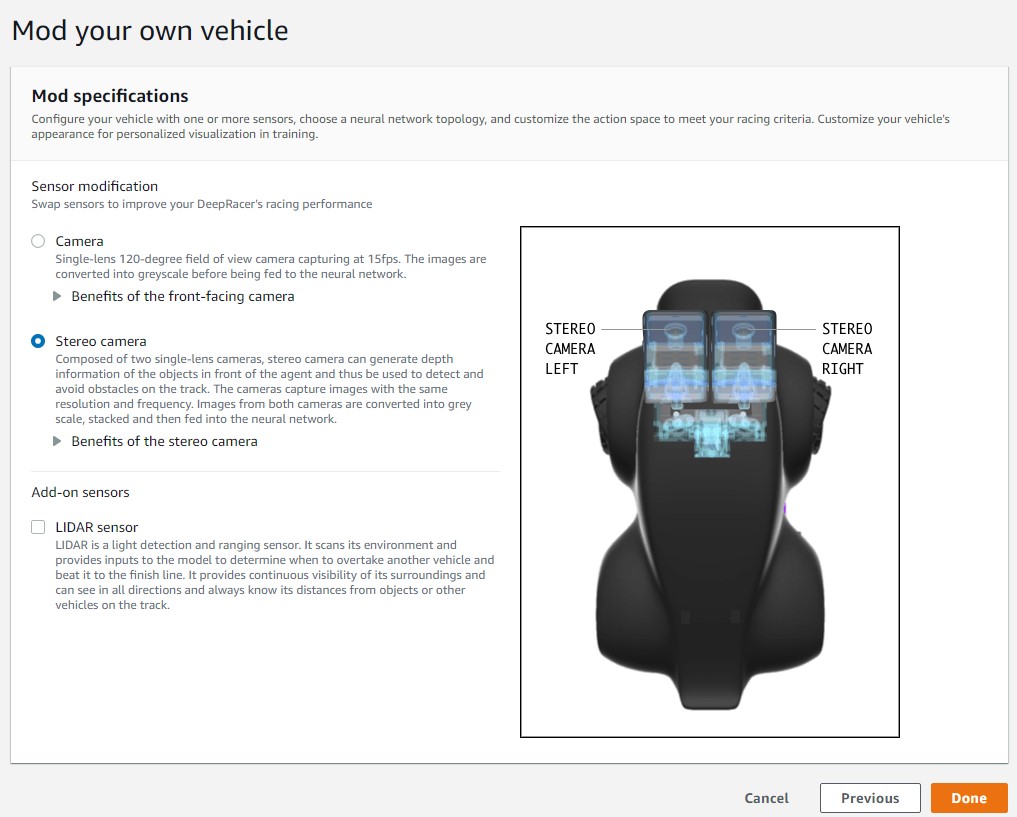 Mod your own vehicle
Mod specifications
Configure your vehicle with one or more sensors, choose a neural network topology, and customize the action space to meet your racing criteria. Customize your vehicle's
appearance for personalized visualization in training.
Sensor modification
Swap sensors to improve your DeepRacer's racing performance
Camera
Single-lens 120-degree field of view camera capturing at 15fps. The images are
converted into greyscale before being fed to the neural network.
Benefits of the front-facing camera
Stereo camera
Composed of two single-lens cameras, stereo camera can generate depth
information of the objects in front of the agent and thus be used to detect and
avoid obstacles on the track. The cameras capture images with the same
resolution and frequency. Images from both cameras are converted into grey
scale, stacked and then fed into the neural network.
Benefits of the stereo camera
Add-on sensors
LIDAR sensor
LIDAR is a light detection and ranging sensor. It scans its environment and
provides inputs to the model to determine when to overtake another vehicle and
beat it to the finish line. It provides continuous visibility of its surroundings and
can see in all directions and always know its distances from objects or other
vehicles on the track.
STEREO
CAMERA
LEFT
STEREO
CAMERA
RIGHT
Cancel
Previous
Done